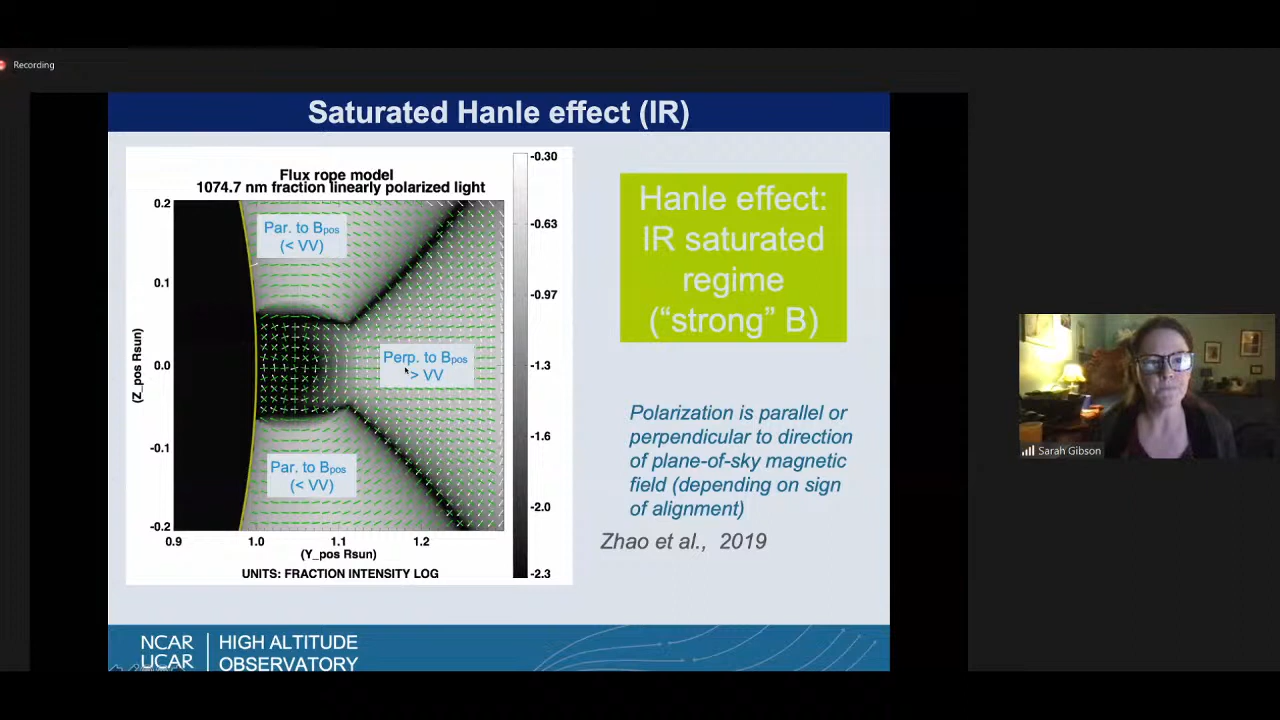 Recording
Saturated Hanle effect (IR)
Flux rope model
1074.7 nm fraction linearly polarized light
0.2
0.1
0.0
-0.1
-0.2
(Z_pos Rsun)
Par. to Bpos
(< VV)
Perp. to Bpos
> VV
Par. to Bpos
(< VV)
0.9
1.0
1.1
1.2
(Y_pos Rsun)
UNITS: FRACTION INTENSITY LOG
-0.30
-0.63
-0.97
-1.3
-1.6
-2.0
-2.3
Hanle effect:
IR saturated
regime
(“strong” B)
Polarization is parallel or
perpendicular to direction
of plane-of-sky magnetic
field (depending on sign
of alignment)
Zhao et al., 2019
NCAR
UCAR
HIGH ALTITUDE
OBSERVATORY
Sarah Gibson